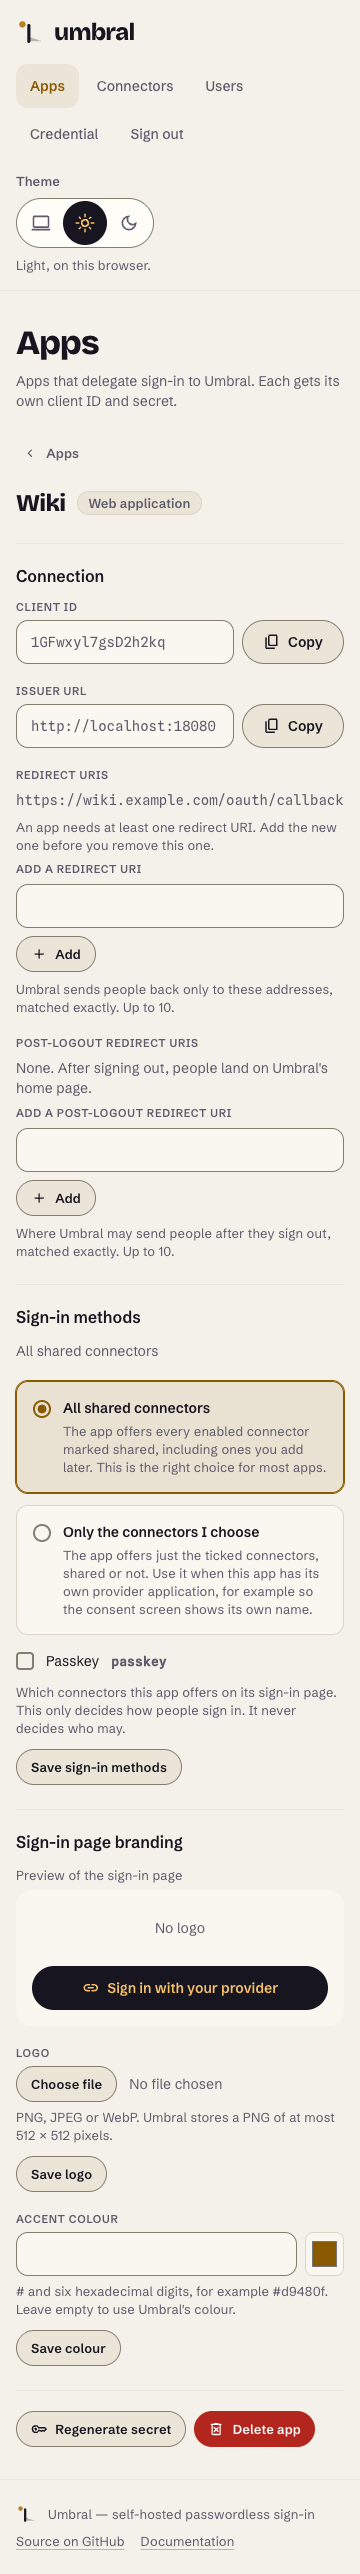 umbral
Apps Connectors Users
Credential Sign out
Theme
Light, on this browser.
Apps
Apps that delegate sign-in to Umbral. Each gets its
own client ID and secret.
Apps
Wiki Web application
Connection
CLIENT ID
1GFwxyl7gsD2h2kq Copy
ISSUER URL
http://localhost:18080 Copy
REDIRECT URIS
https://wiki.example.com/oauth/callback
An app needs at least one redirect URI. Add the new
one before you remove this one.
ADD A REDIRECT URI
Add
Umbral sends people back only to these addresses,
matched exactly. Up to 10.
POST-LOGOUT REDIRECT URIS
None. After signing out, people land on Umbral's
home page.
ADD A POST-LOGOUT REDIRECT URI
Add
Where Umbral may send people after they sign out,
matched exactly. Up to 10.
Sign-in methods
All shared connectors
All shared connectors
The app offers every enabled connector
marked shared, including ones you add
later. This is the right choice for most apps.
Only the connectors I choose
The app offers just the ticked connectors,
shared or not. Use it when this app has its
own provider application, for example so
the consent screen shows its own name.
Passkey passkey
Which connectors this app offers on its sign-in page.
This only decides how people sign in. It never
decides who may.
Save sign-in methods
Sign-in page branding
Preview of the sign-in page
No logo
Sign in with your provider
LOGO
Choose file No file chosen
PNG, JPEG or WebP. Umbral stores a PNG of at most
512 × 512 pixels.
Save logo
ACCENT COLOUR
# and six hexadecimal digits, for example #d9480f.
Leave empty to use Umbral's colour.
Save colour
Regenerate secret Delete app
Umbral — self-hosted passwordless sign-in
Source on GitHub Documentation